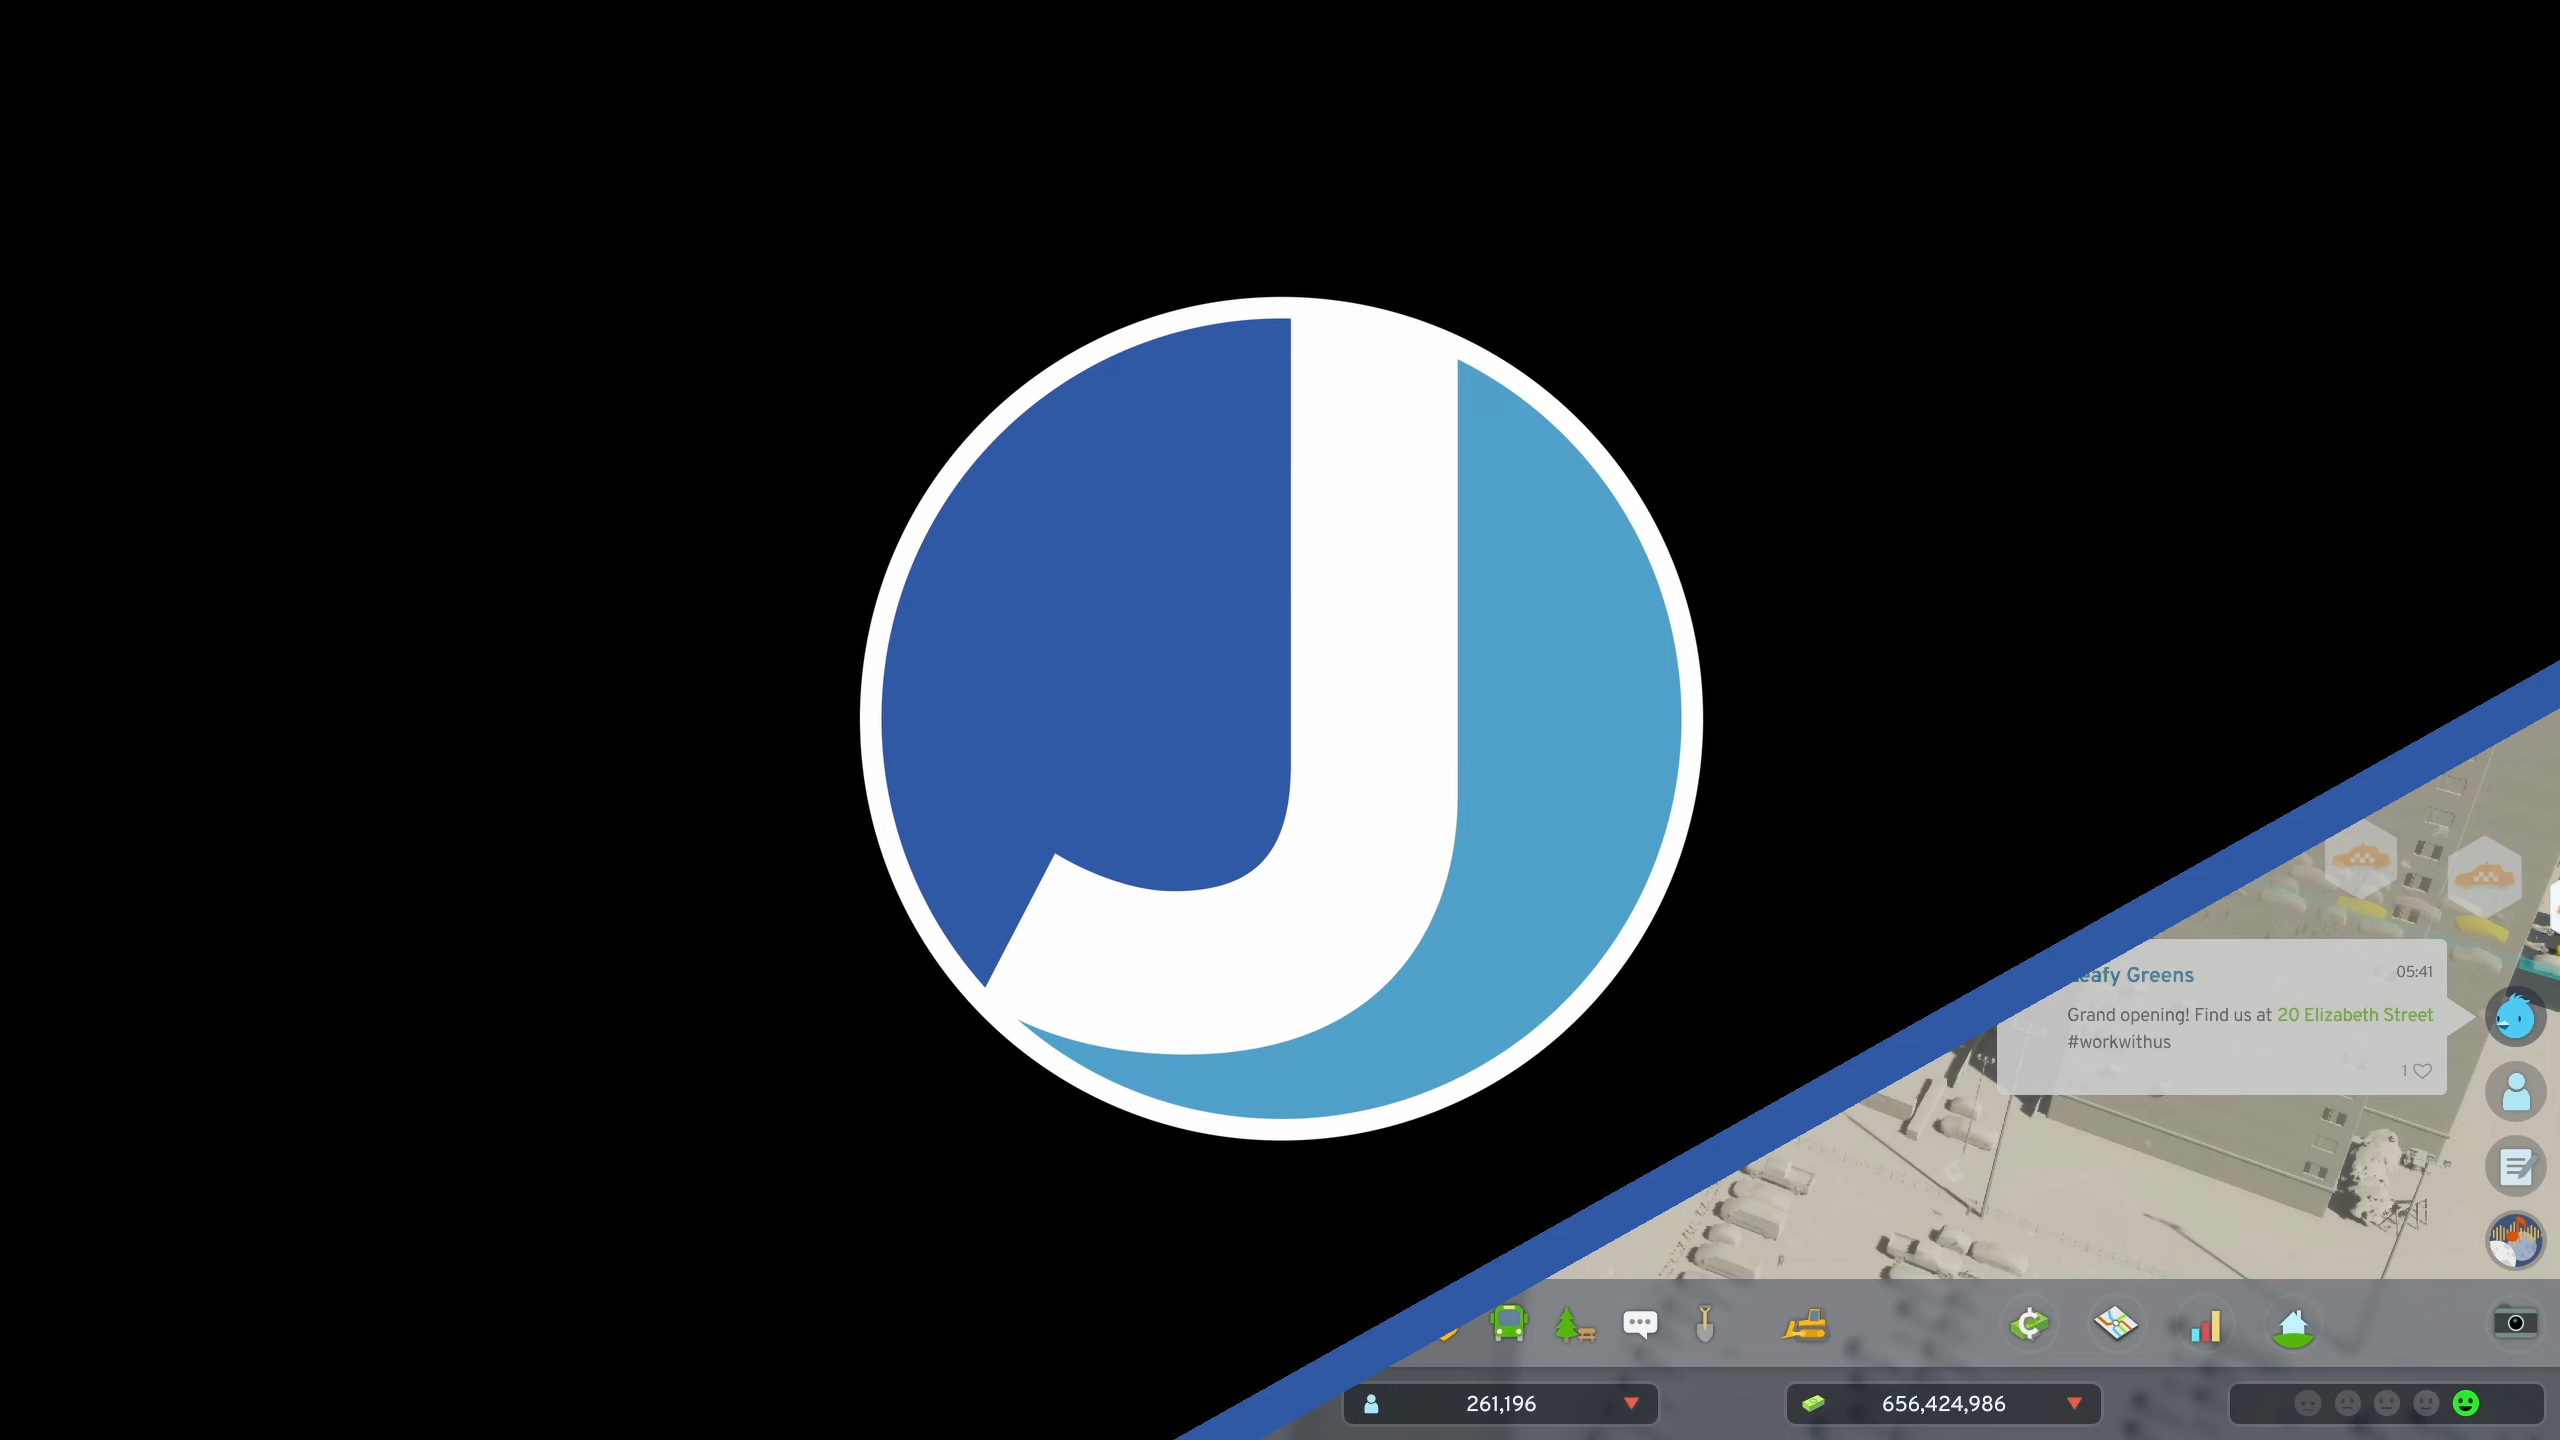 J
eafy Greens 05:41
Grand opening! Find us at 20 Elizabeth Street
#workwithus
1
261,196
656,424,986